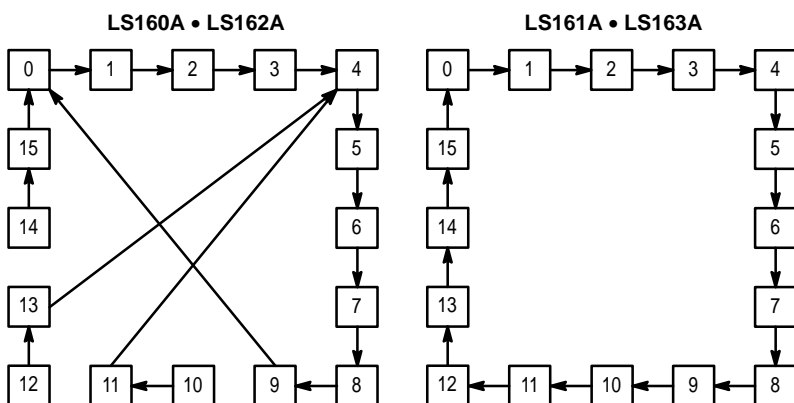 LS160A • LS162A LS161A • LS163A
0 1 2 3 4 0 1 2 3 4
15 5 15 5
14 6 14 6
13 7 13 7
12 11 10 9 8 12 11 10 9 8